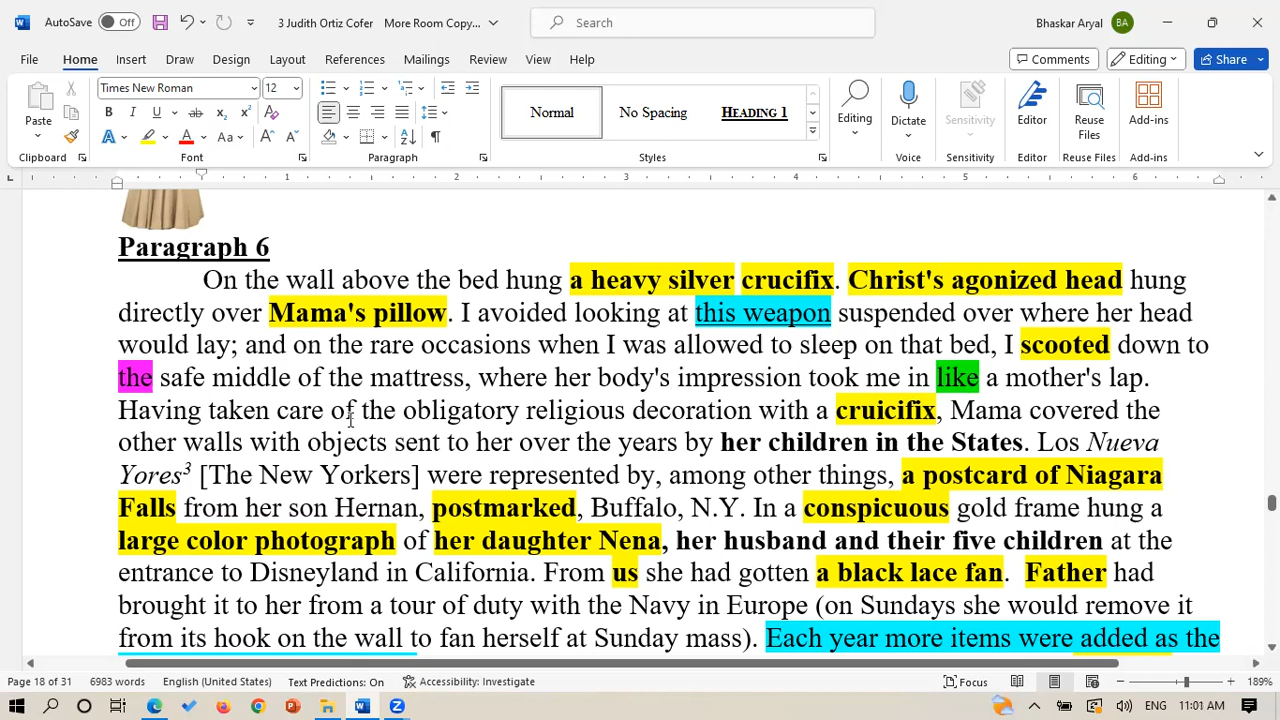 AutoSave Off 3 Judith Ortiz Cofer More Room Copy... Search Bhaskar Aryal BA
File Home Insert Draw Design Layout References Mailings Review View Help Comments Editing Share
Times New Roman 12
Paste B I U ab x₂ x² A Aa A A Normal No Spacing HEADING 1 Editing Dictate Sensitivity Editor Reuse Files Add-ins
Clipboard Font Paragraph Styles Voice Sensitivity Editor Reuse Files Add-ins
1 2 3 4 5 6
Paragraph 6
On the wall above the bed hung a heavy silver crucifix. Christ's agonized head hung
directly over Mama's pillow. I avoided looking at this weapon suspended over where her head
would lay; and on the rare occasions when I was allowed to sleep on that bed, I scooted down to
the safe middle of the mattress, where her body's impression took me in like a mother's lap.
Having taken care of the obligatory religious decoration with a cruicifix, Mama covered the
other walls with objects sent to her over the years by her children in the States. Los Nueva
Yores³ [The New Yorkers] were represented by, among other things, a postcard of Niagara
Falls from her son Hernan, postmarked, Buffalo, N.Y. In a conspicuous gold frame hung a
large color photograph of her daughter Nena, her husband and their five children at the
entrance to Disneyland in California. From us she had gotten a black lace fan. Father had
brought it to her from a tour of duty with the Navy in Europe (on Sundays she would remove it
from its hook on the wall to fan herself at Sunday mass). Each year more items were added as the
Page 18 of 31 6983 words English (United States) Text Predictions: On Accessibility: Investigate Focus 189%
ENG 11:01 AM